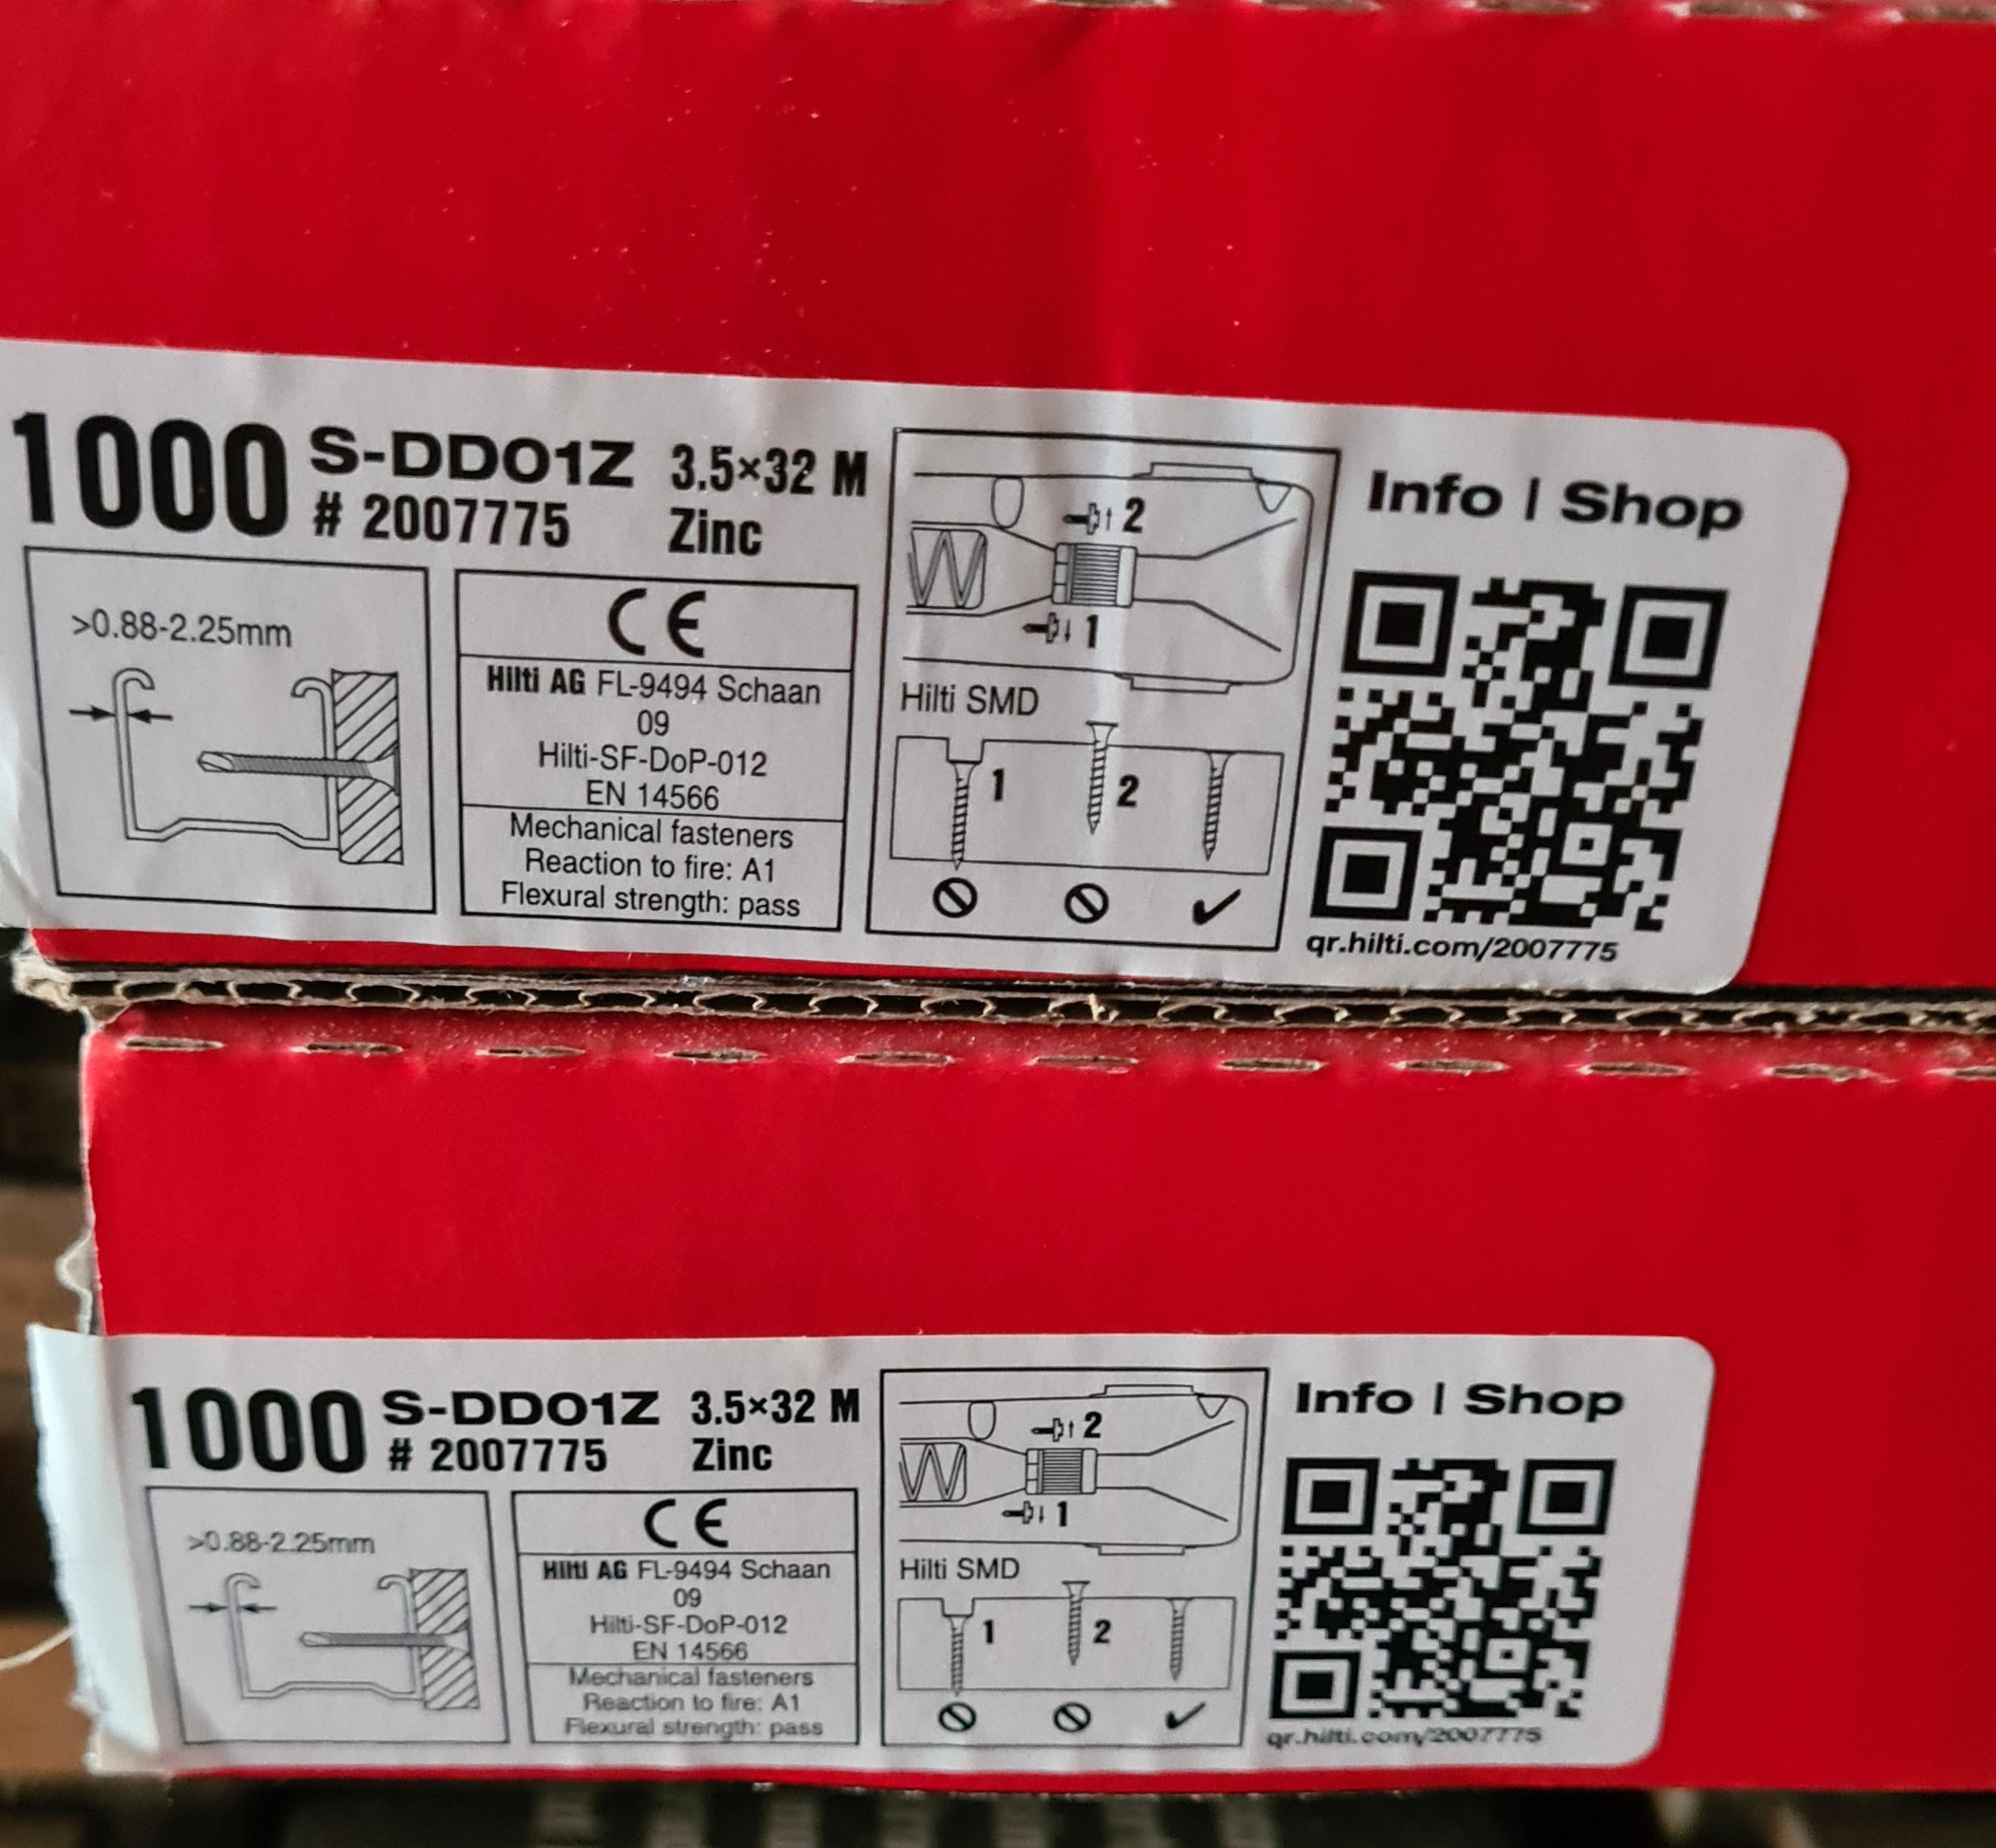 1000 S-DD01Z 3.5×32 M
# 2007775 Zinc
>0.88-2.25mm
CE
Hilti AG FL-9494 Schaan
09
Hilti-SF-DoP-012
EN 14566
Mechanical fasteners
Reaction to fire: A1
Flexural strength: pass
2
1
Hilti SMD
1
2
Info | Shop
qr.hilti.com/2007775
1000 S-DD01Z 3.5×32 M
# 2007775 Zinc
>0.88-2.25mm
CE
Hilti AG FL-9494 Schaan
09
Hilti-SF-DoP-012
EN 14566
Mechanical fasteners
Reaction to fire: A1
Flexural strength: pass
2
1
Hilti SMD
1
2
Info | Shop
qr.hilti.com/2007775